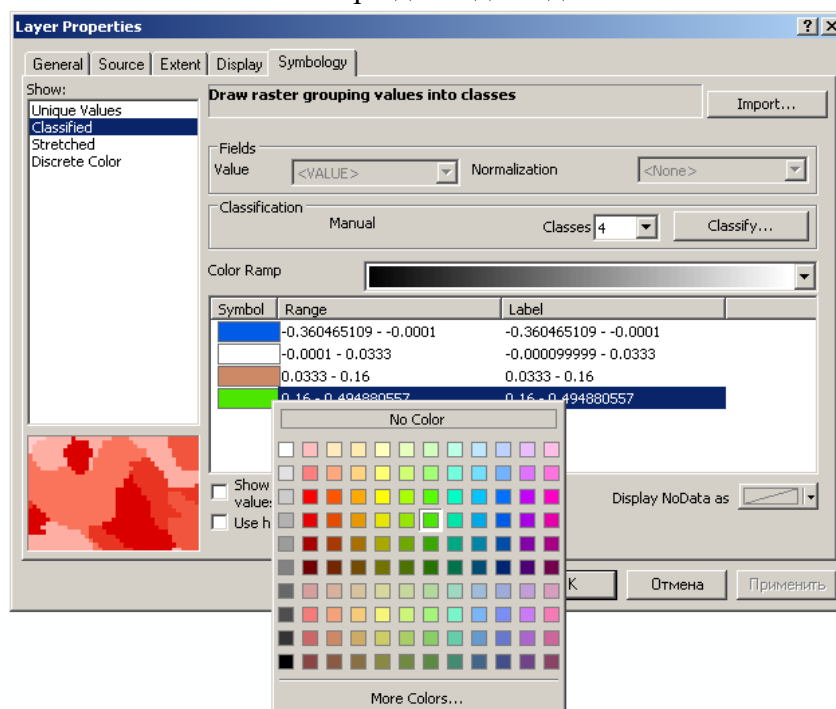 Layer Properties
General Source Extent Display Symbology
Show:
Unique Values
Classified
Stretched
Discrete Color
Draw raster grouping values into classes
Import...
Fields
Value <VALUE> Normalization <None>
Classification
Manual
Classes 4 Classify...
Color Ramp
Symbol Range Label
-0.360465109 - -0.0001 -0.360465109 - -0.0001
-0.0001 - 0.0333 -0.000099999 - 0.0333
0.0333 - 0.16 0.0333 - 0.16
0.16 - 0.494880557 0.16 - 0.494880557
No Color
Show
Use
Display NoData as
Отмена Применить
More Colors...